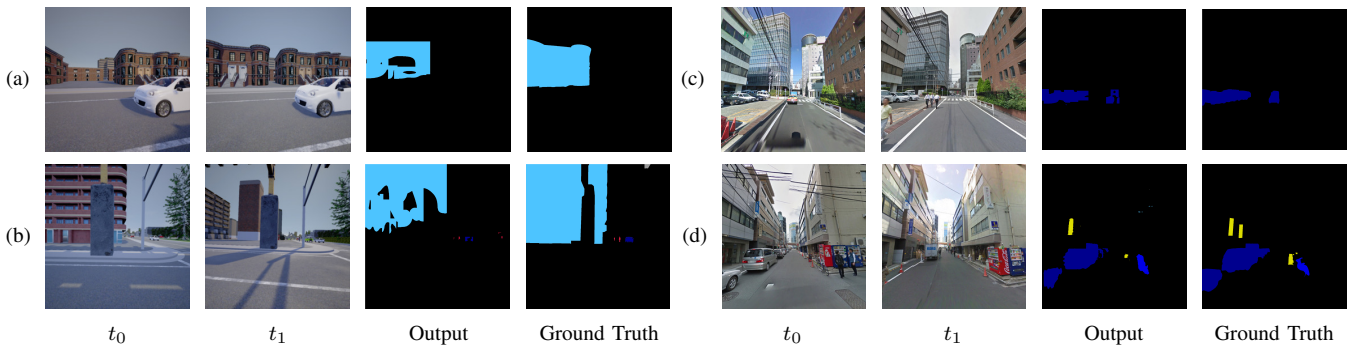 (a)
(c)
(b)
(d)
t₀ t₁ Output Ground Truth t₀ t₁ Output Ground Truth